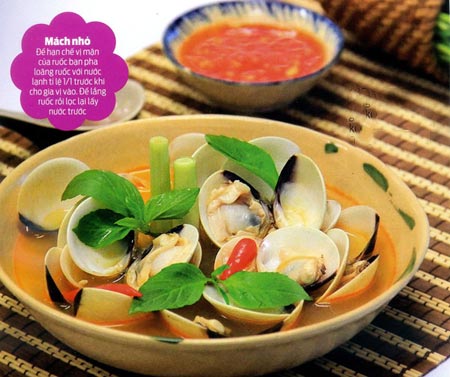 Mách nhỏ
Để hạn chế vị mặn
của ruốc bạn pha
loãng ruốc với nước
lạnh tỉ lệ 1/1 trước khi
cho gia vị vào. Để lắng
ruốc rồi lọc lại lấy
nước trước